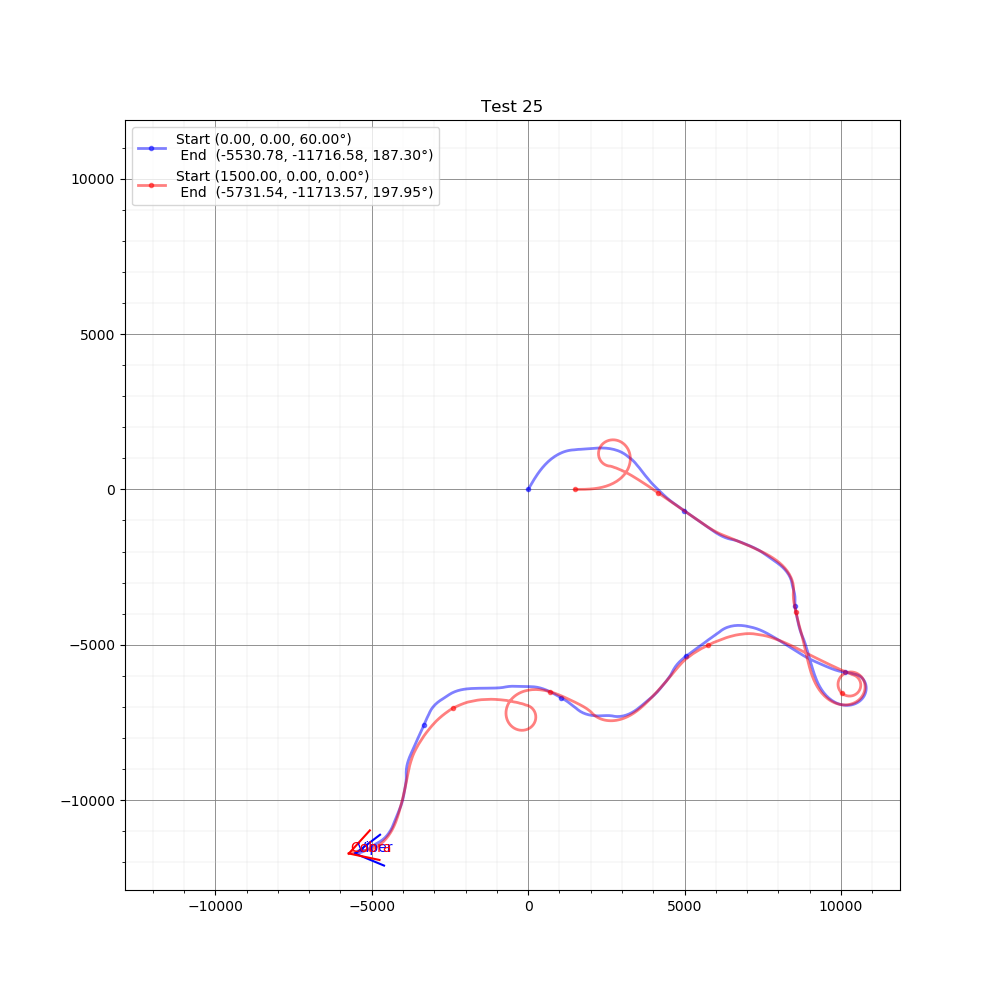 Test 25
Start (0.00, 0.00, 60.00°)
End (-5530.78, -11716.58, 187.30°)
Start (1500.00, 0.00, 0.00°)
End (-5731.54, -11713.57, 197.95°)
10000
5000
0
−5000
−10000
−10000 −5000 0 5000 10000